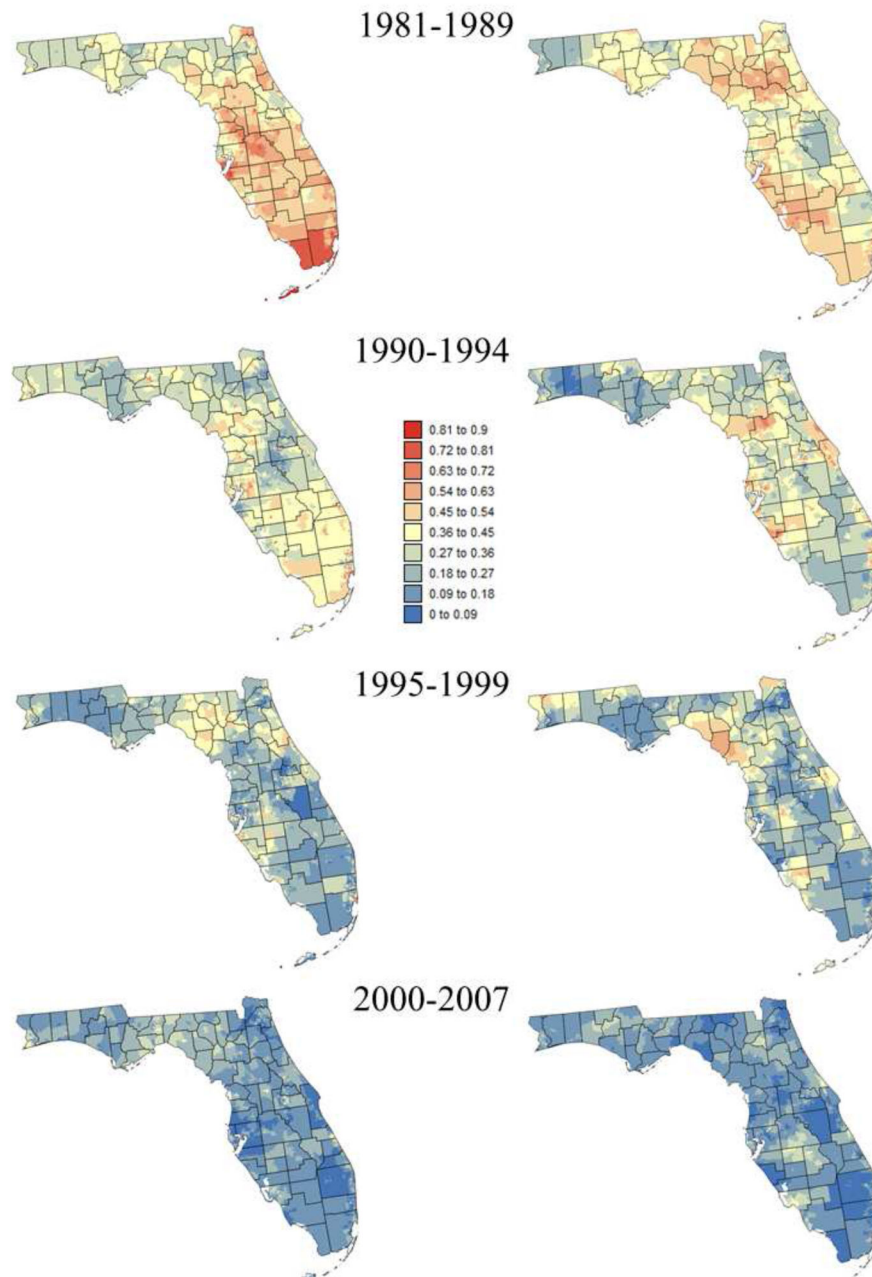 1981-1989
1990-1994
0.81 to 0.9
0.72 to 0.81
0.63 to 0.72
0.54 to 0.63
0.45 to 0.54
0.36 to 0.45
0.27 to 0.36
0.18 to 0.27
0.09 to 0.18
0 to 0.09
1995-1999
2000-2007